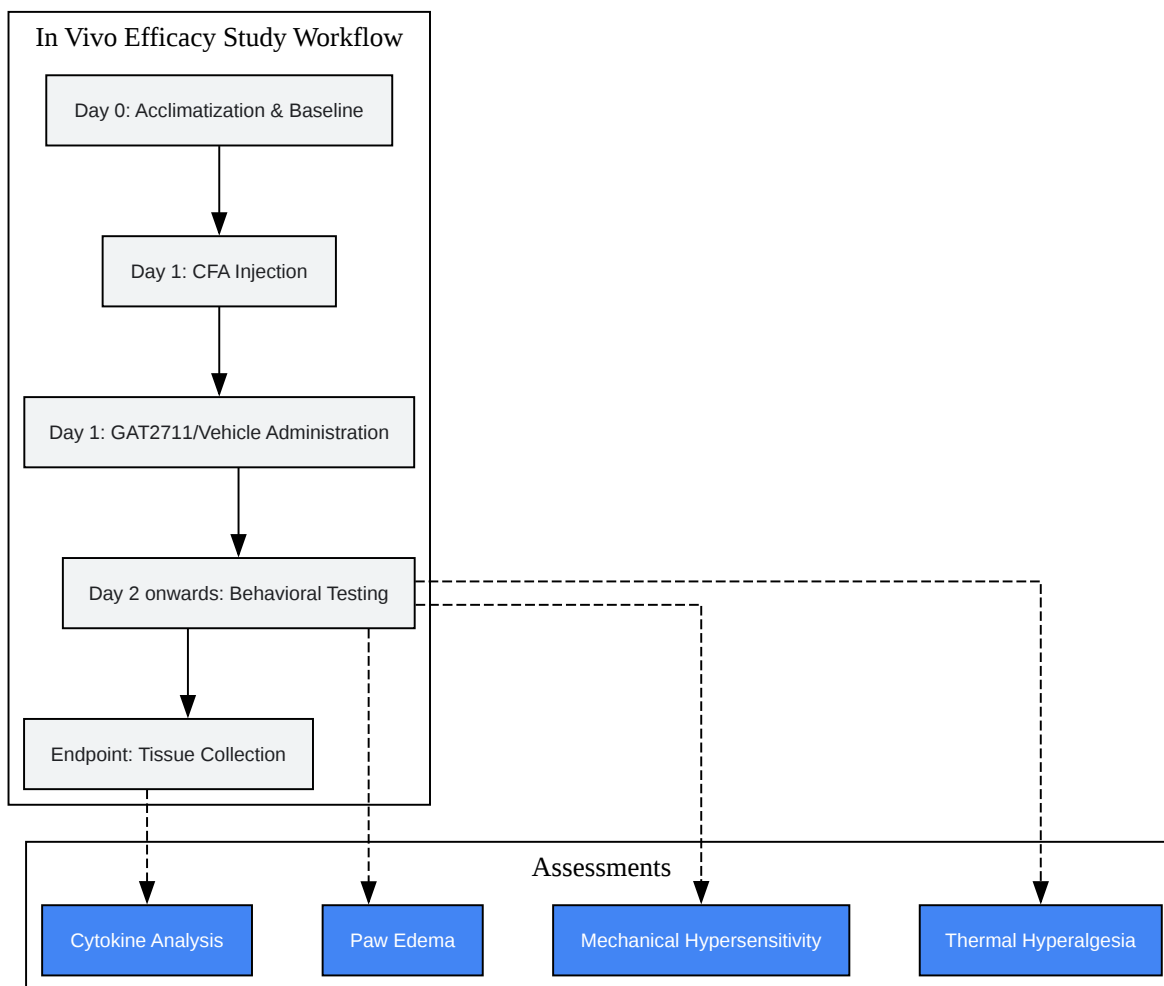 In Vivo Efficacy Study Workflow
Day 0: Acclimatization & Baseline
Day 1: CFA Injection
Day 1: GAT2711/Vehicle Administration
Day 2 onwards: Behavioral Testing
Endpoint: Tissue Collection
Assessments
Cytokine Analysis
Paw Edema
Mechanical Hypersensitivity
Thermal Hyperalgesia